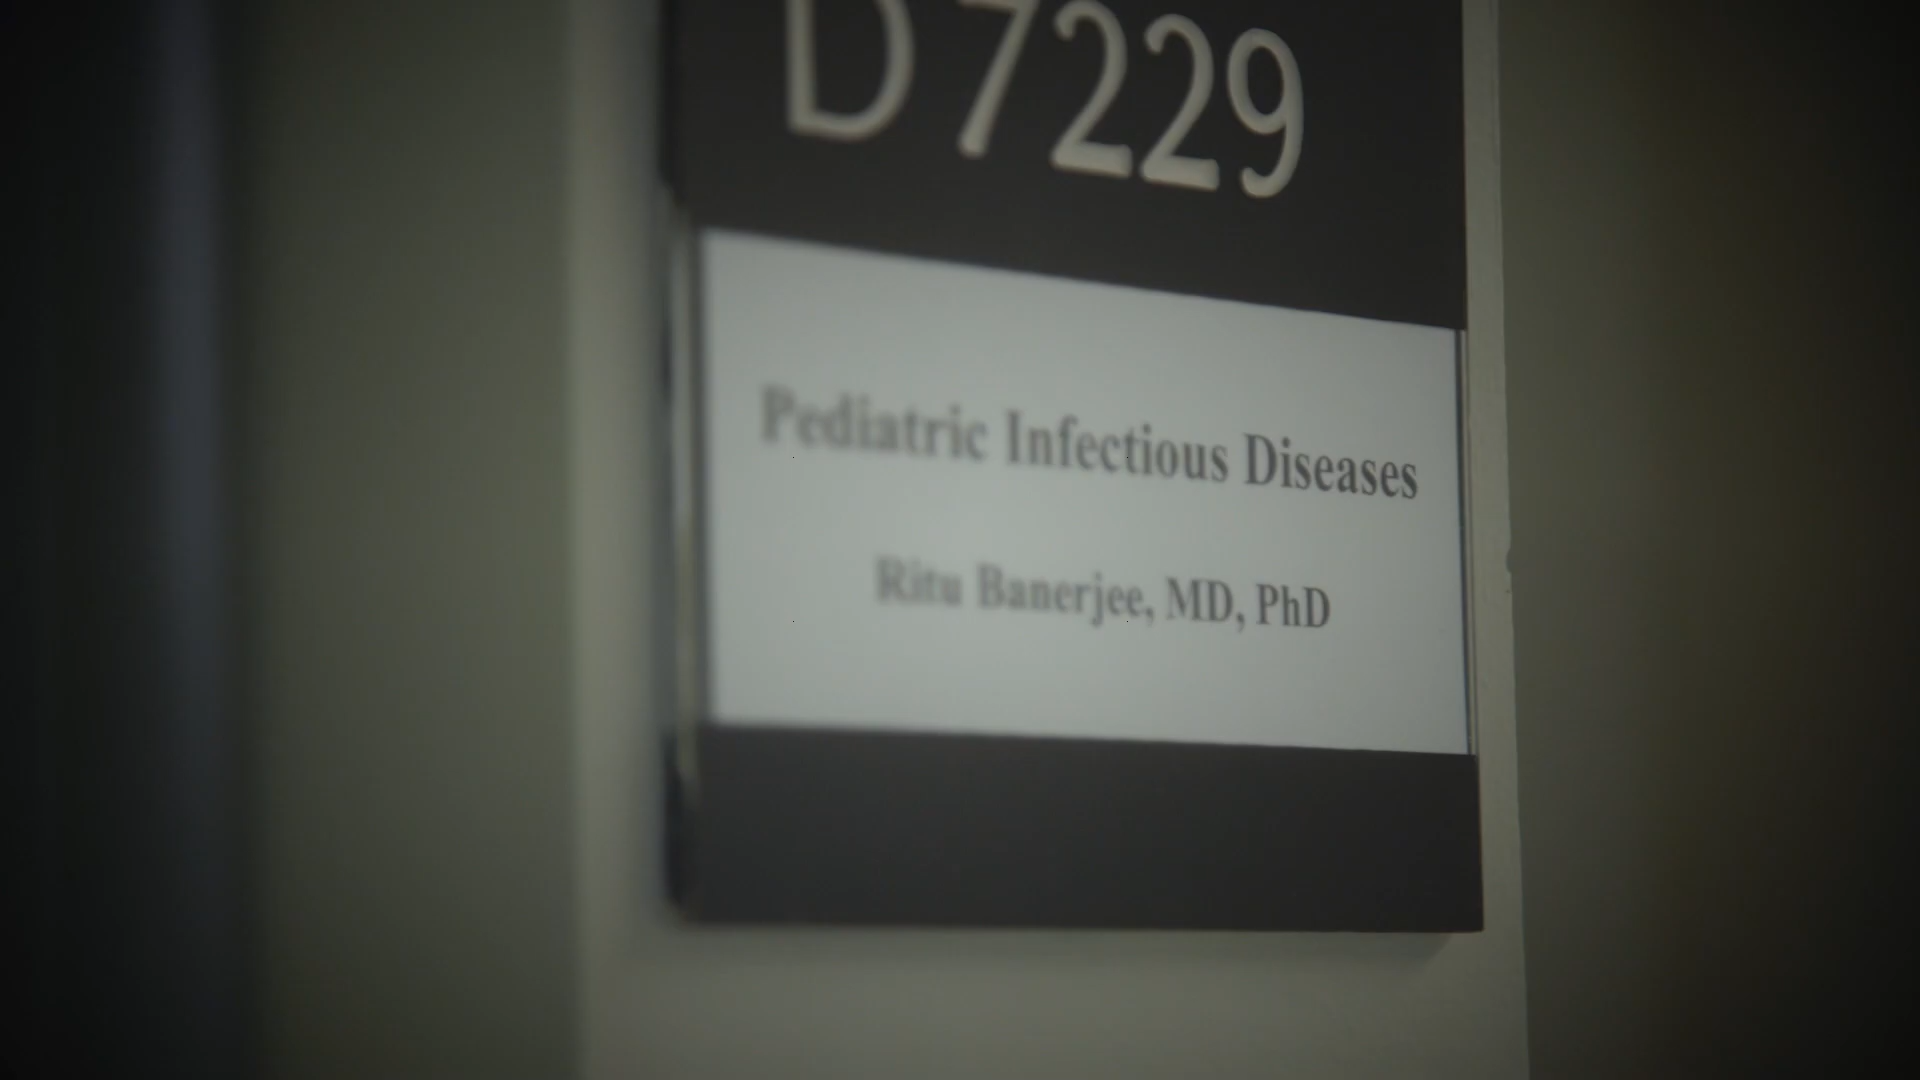 D7229
Pediatric Infectious Diseases
Ritu Banerjee, MD, PhD